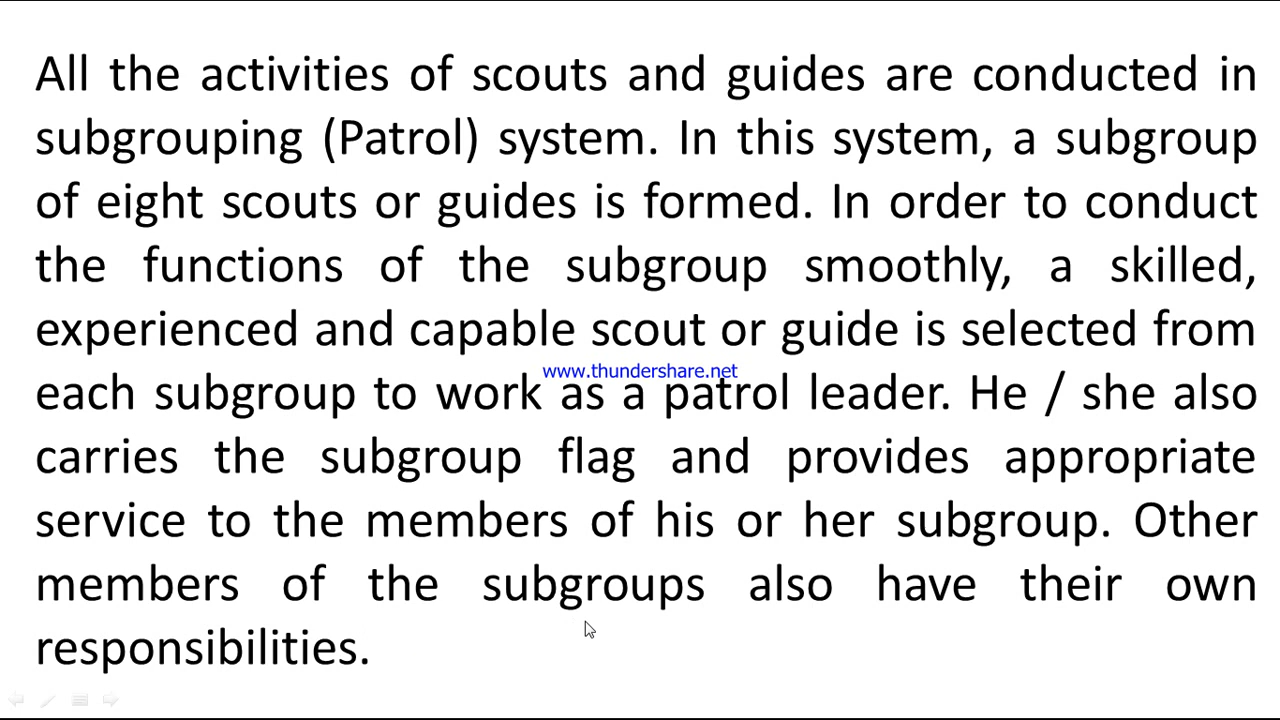 All the activities of scouts and guides are conducted in
subgrouping (Patrol) system. In this system, a subgroup
of eight scouts or guides is formed. In order to conduct
the functions of the subgroup smoothly, a skilled,
experienced and capable scout or guide is selected from
www.thundershare.net
each subgroup to work as a patrol leader. He / she also
carries the subgroup flag and provides appropriate
service to the members of his or her subgroup. Other
members of the subgroups also have their own
responsibilities.